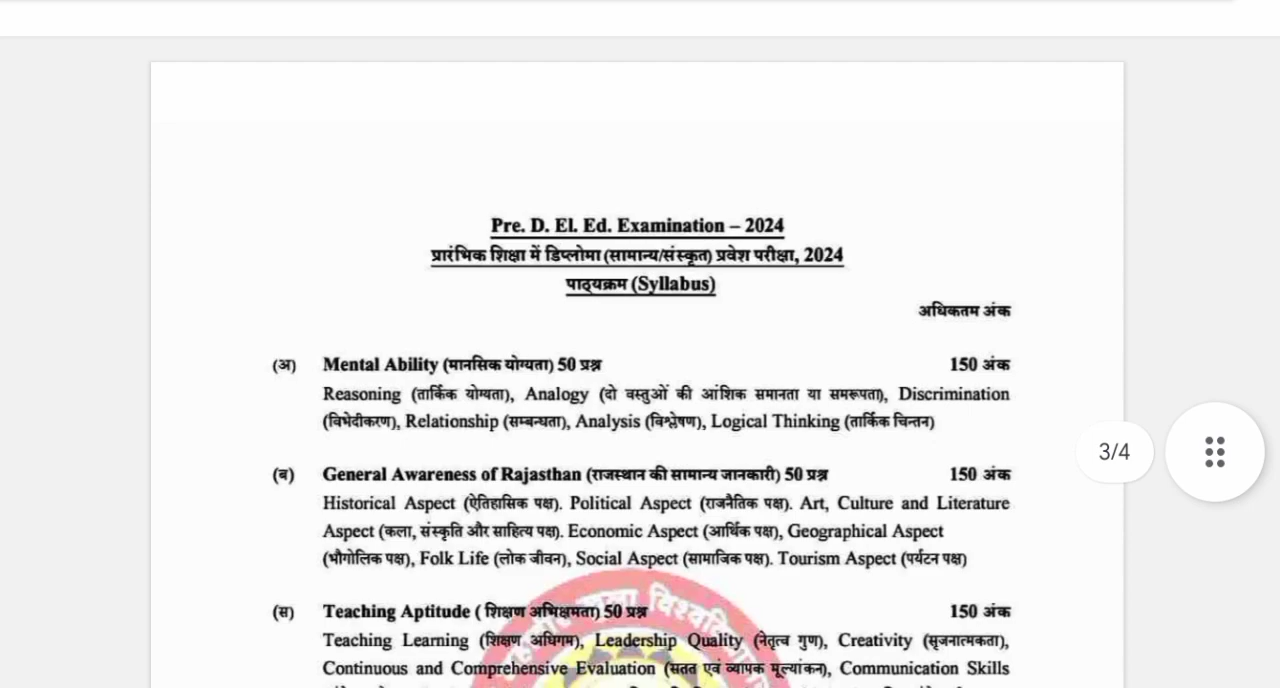 Pre. D. El. Ed. Examination – 2024
प्रारंभिक शिक्षा में डिप्लोमा (सामान्य/संस्कृत) प्रवेश परीक्षा, 2024
पाठ्यक्रम (Syllabus)
अधिकतम अंक
(अ) Mental Ability (मानसिक योग्यता) 50 प्रश्न 150 अंक
Reasoning (तार्किक योग्यता), Analogy (दो वस्तुओं की आंशिक समानता या समरूपता), Discrimination
(विभेदीकरण), Relationship (सम्बन्धता), Analysis (विश्लेषण), Logical Thinking (तार्किक चिन्तन)
3/4
(ब) General Awareness of Rajasthan (राजस्थान की सामान्य जानकारी) 50 प्रश्न 150 अंक
Historical Aspect (ऐतिहासिक पक्ष). Political Aspect (राजनैतिक पक्ष). Art, Culture and Literature
Aspect (कला, संस्कृति और साहित्य पक्ष). Economic Aspect (आर्थिक पक्ष), Geographical Aspect
(भौगोलिक पक्ष), Folk Life (लोक जीवन), Social Aspect (सामाजिक पक्ष). Tourism Aspect (पर्यटन पक्ष)
(स) Teaching Aptitude ( शिक्षण अभिक्षमता) 50 प्रश्न 150 अंक
Teaching Learning (शिक्षण अधिगम), Leadership Quality (नेतृत्व गुण), Creativity (सृजनात्मकता),
Continuous and Comprehensive Evaluation (सतत एवं व्यापक मूल्यांकन), Communication Skills